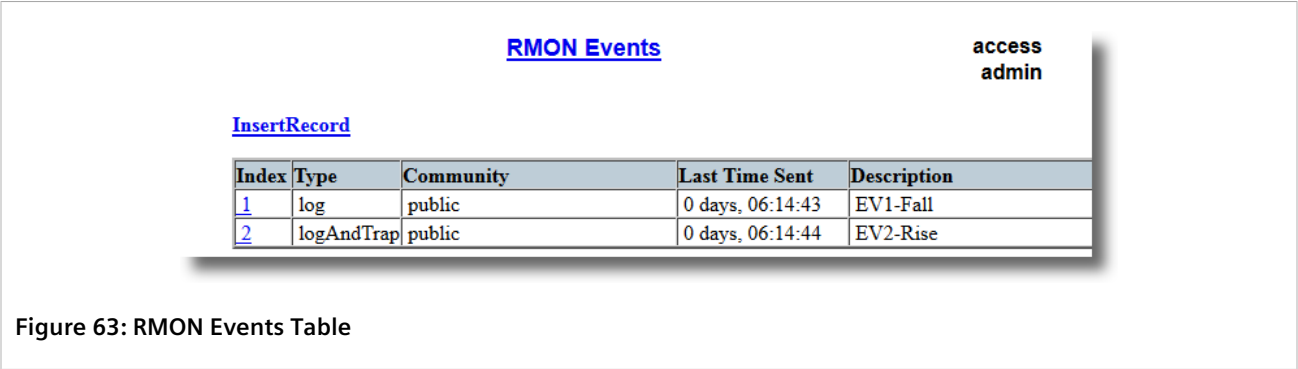 RMON Events
access
admin
InsertRecord
Index Type Community Last Time Sent Description
1 log public 0 days, 06:14:43 EV1-Fall
2 logAndTrap public 0 days, 06:14:44 EV2-Rise
Figure 63: RMON Events Table